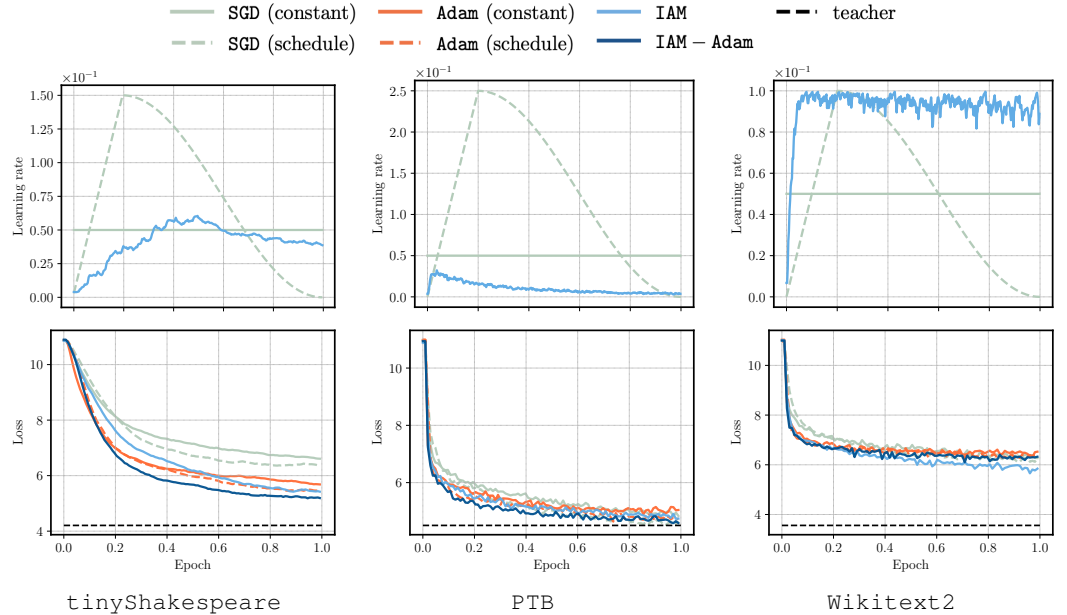 SGD (constant) Adam (constant) IAM teacher
SGD (schedule) Adam (schedule) IAM − Adam
×10⁻¹ ×10⁻¹ ×10⁻¹
Learning rate
1.50
1.25
1.00
0.75
0.50
0.25
0.00
Learning rate
2.5
2.0
1.5
1.0
0.5
0.0
Learning rate
1.0
0.8
0.6
0.4
0.2
0.0
Loss
10
8
6
4
0.0 0.2 0.4 0.6 0.8 1.0
Epoch
Loss
10
8
6
0.0 0.2 0.4 0.6 0.8 1.0
Epoch
Loss
10
8
6
4
0.0 0.2 0.4 0.6 0.8 1.0
Epoch
tinyShakespeare PTB Wikitext2